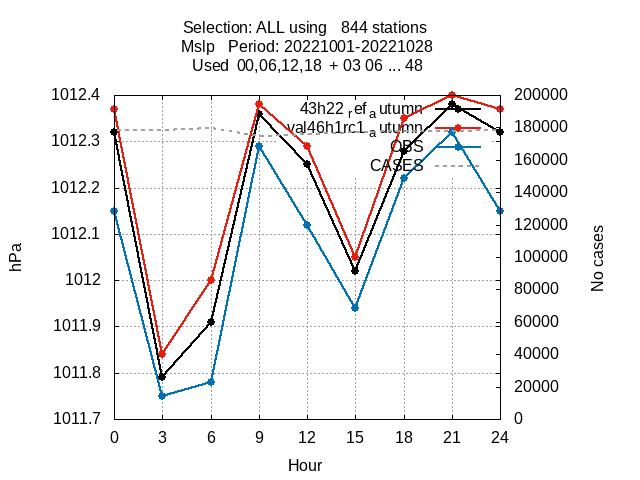 Selection: ALL using 844 stations
Mslp Period: 20221001-20221028
Used 00,06,12,18 + 03 06 ... 48
1012.4
1012.3
1012.2
1012.1
1012
1011.9
1011.8
1011.7
hPa
43h22_ref_autumn
val46h1rc1_autumn
OBS
CASES
200000
180000
160000
140000
120000
100000
80000
60000
40000
20000
0
No cases
0 3 6 9 12 15 18 21 24
Hour